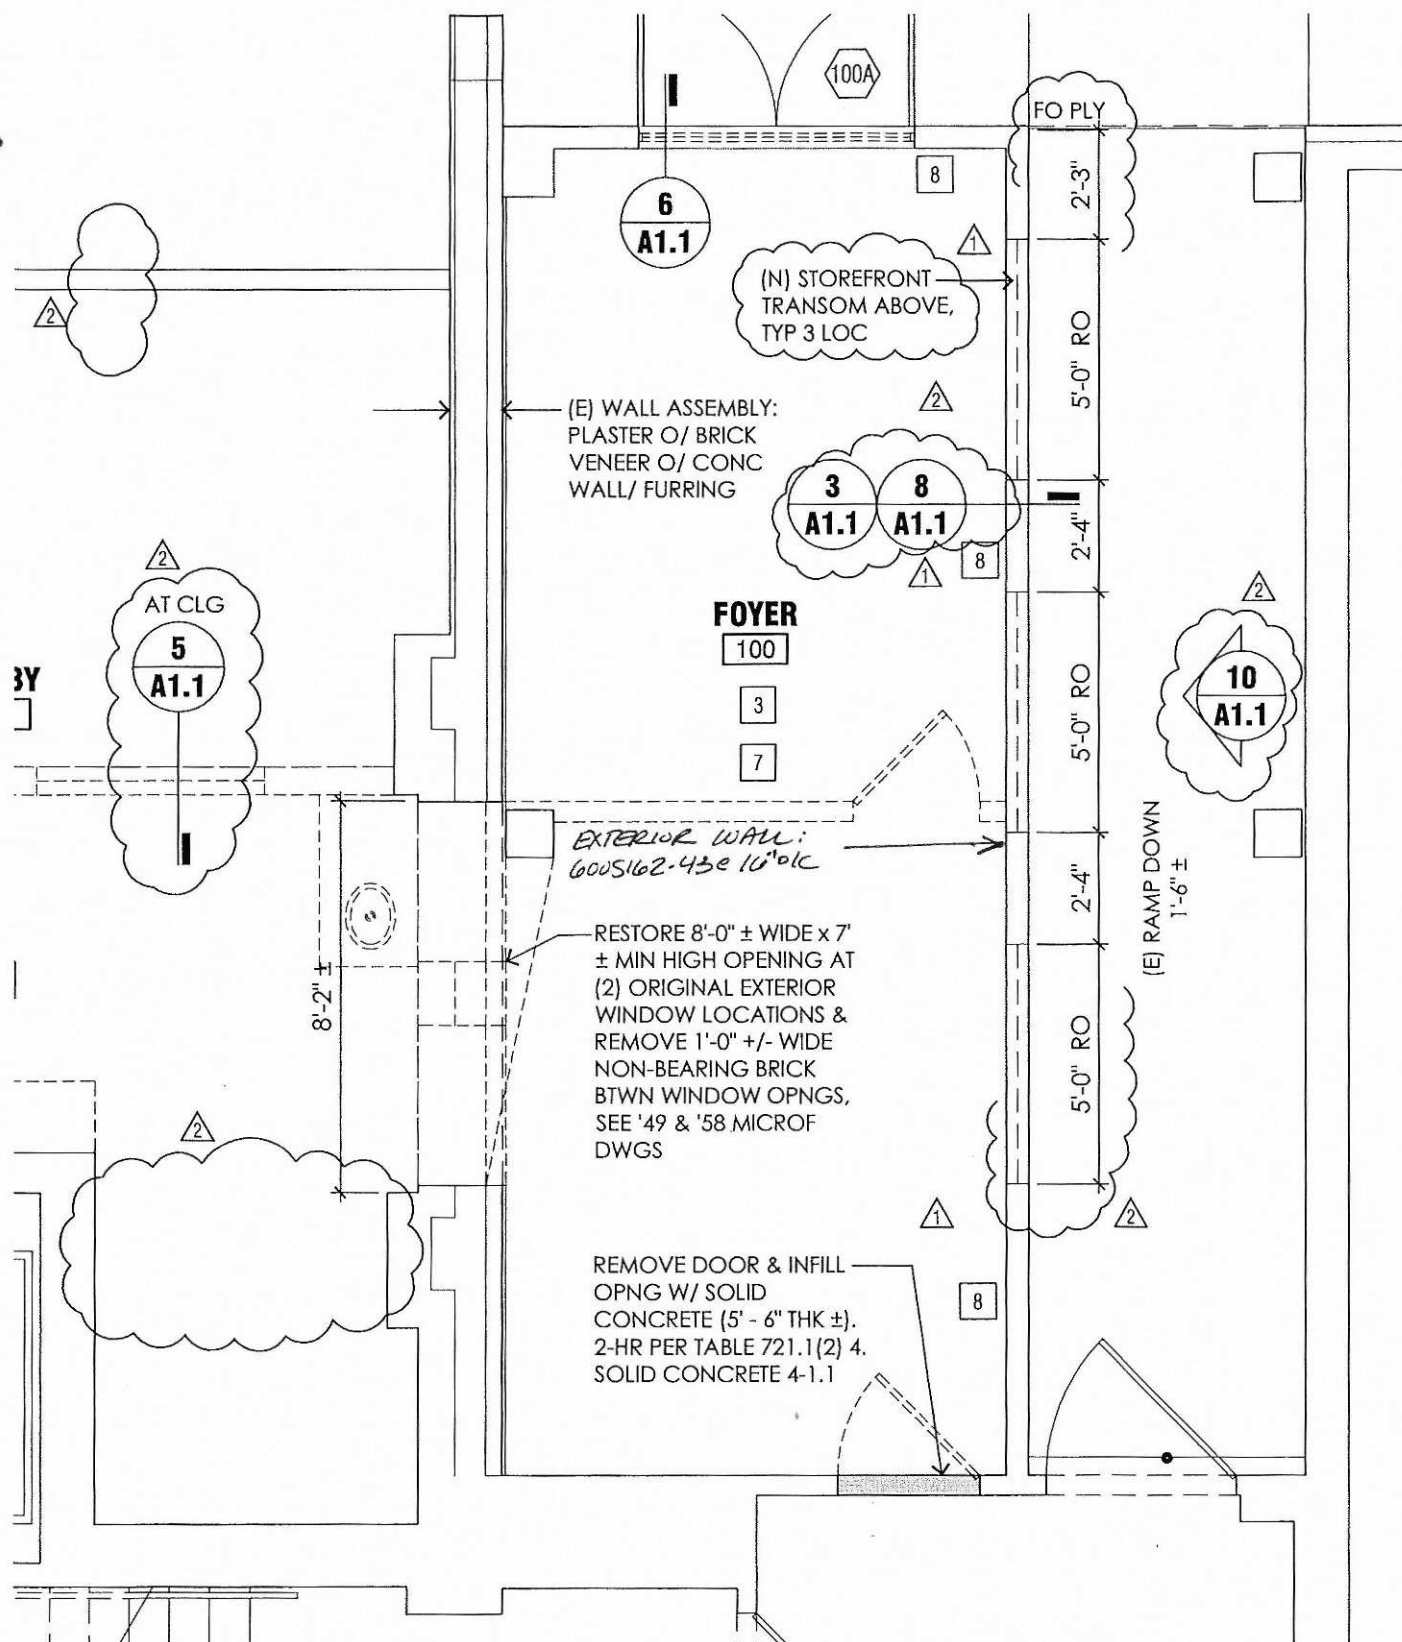 100A
FO PLY
8
2'-3"
6
A1.1
1
(N) STOREFRONT
TRANSOM ABOVE,
TYP 3 LOC
2
5'-0" RO
2
(E) WALL ASSEMBLY:
PLASTER O/ BRICK
VENEER O/ CONC
WALL/ FURRING
3
A1.1
8
A1.1
2'-4"
8
1
2
AT CLG
5
A1.1
FOYER
100
3
7
5'-0" RO
2
10
A1.1
BY
EXTERIOR WALL:
600S162-43@16"O/C
(E) RAMP DOWN
1'-6" ±
2'-4"
8'-2" ±
RESTORE 8'-0" ± WIDE x 7'
± MIN HIGH OPENING AT
(2) ORIGINAL EXTERIOR
WINDOW LOCATIONS &
REMOVE 1'-0" +/- WIDE
NON-BEARING BRICK
BTWN WINDOW OPNGS,
SEE '49 & '58 MICROF
DWGS
5'-0" RO
2
1
2
REMOVE DOOR & INFILL
OPNG W/ SOLID
CONCRETE (5' - 6" THK ±).
2-HR PER TABLE 721.1(2) 4.
SOLID CONCRETE 4-1.1
8